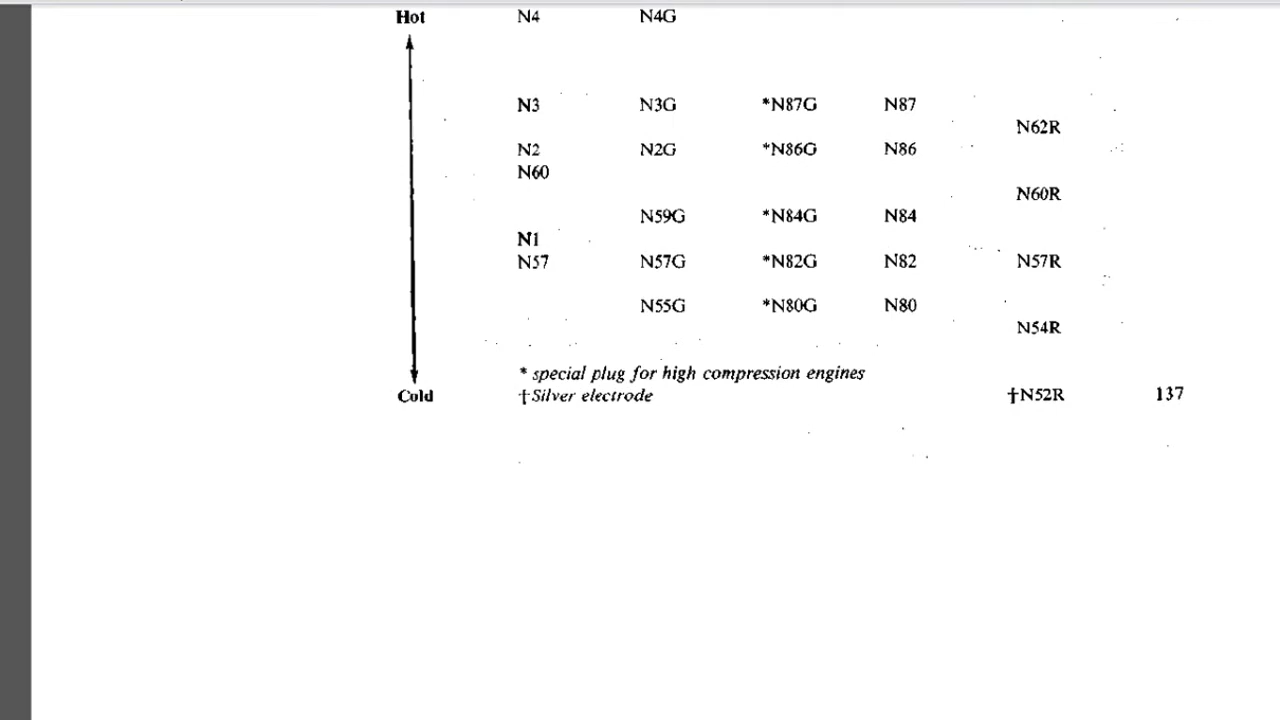 Hot N4 N4G
N3 N3G *N87G N87
N62R
N2 N2G *N86G N86
N60
N60R
N59G *N84G N84
N1
N57 N57G *N82G N82 N57R
N55G *N80G N80
N54R
* special plug for high compression engines
Cold †Silver electrode †N52R 137